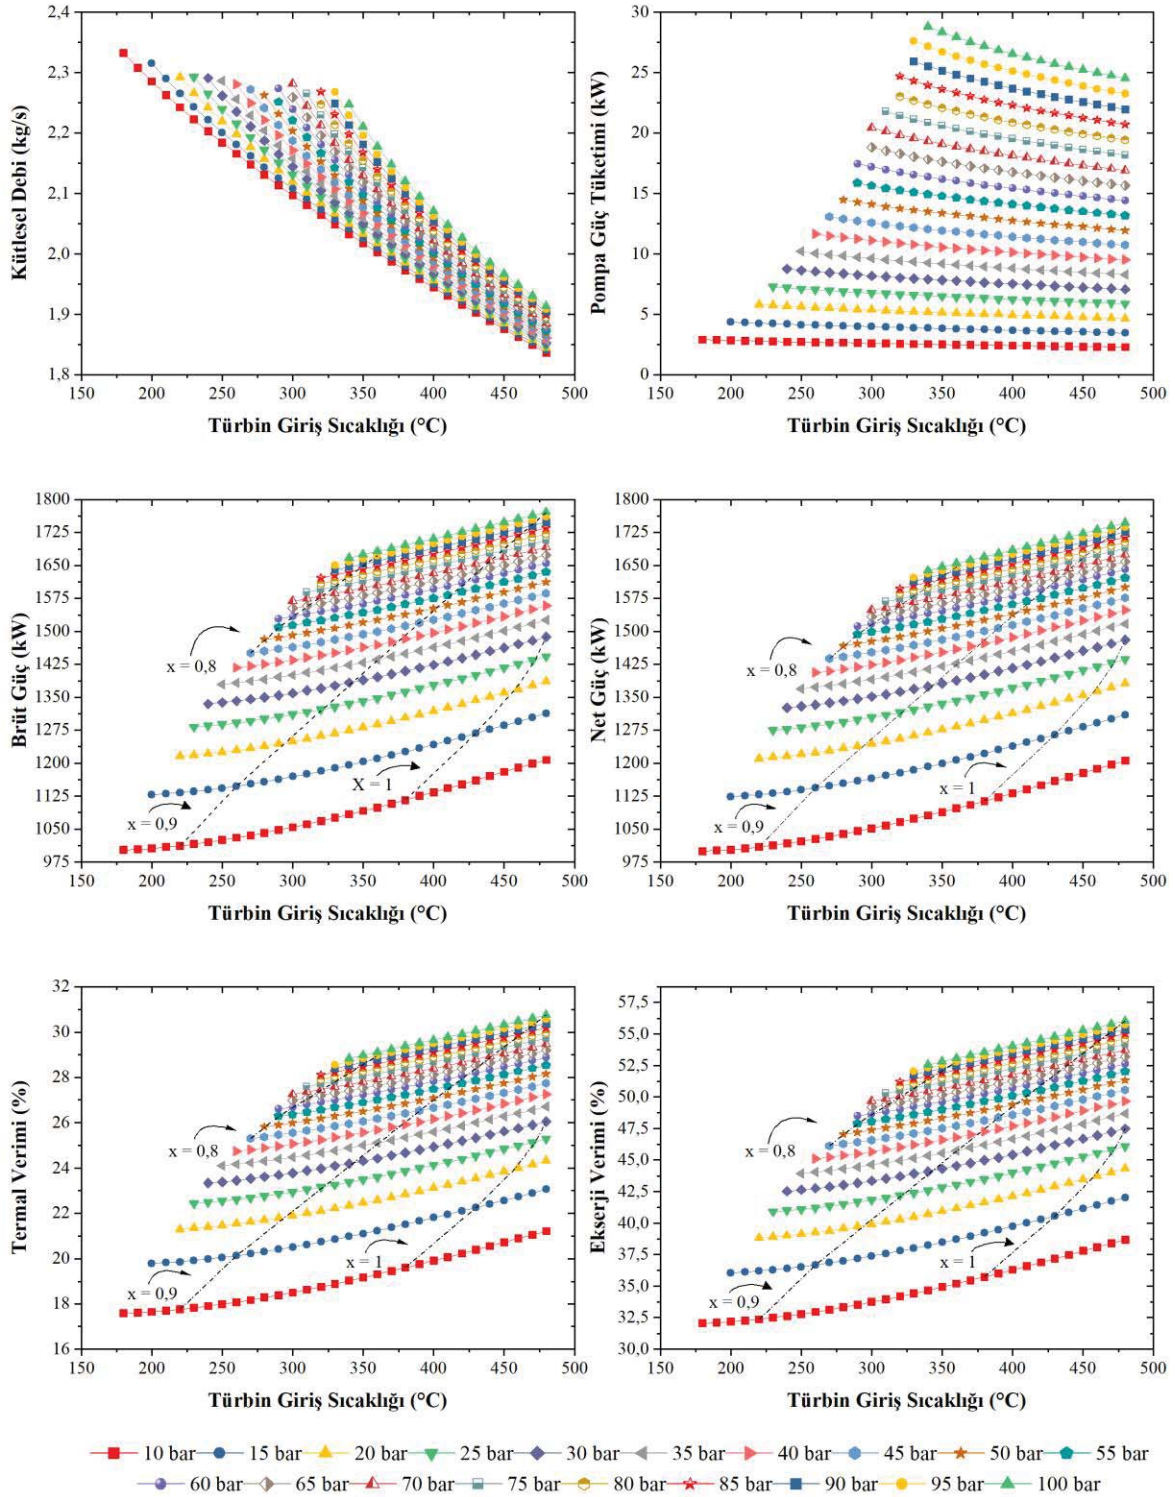 2,4
2,3
2,2
2,1
2,0
1,9
1,8
Kütlesel Debi (kg/s)
150 200 250 300 350 400 450 500
Türbin Giriş Sıcaklığı (°C)
30
25
20
15
10
5
0
Pompa Güç Tüketimi (kW)
150 200 250 300 350 400 450 500
Türbin Giriş Sıcaklığı (°C)
1800
1725
1650
1575
1500
1425
1350
1275
1200
1125
1050
975
Brüt Güç (kW)
x = 0,8
X = 1
x = 0,9
150 200 250 300 350 400 450 500
Türbin Giriş Sıcaklığı (°C)
1800
1725
1650
1575
1500
1425
1350
1275
1200
1125
1050
975
Net Güç (kW)
x = 0,8
x = 1
x = 0,9
150 200 250 300 350 400 450 500
Türbin Giriş Sıcaklığı (°C)
32
30
28
26
24
22
20
18
16
Termal Verimi (%)
x = 0,8
x = 1
x = 0,9
150 200 250 300 350 400 450 500
Türbin Giriş Sıcaklığı (°C)
57,5
55,0
52,5
50,0
47,5
45,0
42,5
40,0
37,5
35,0
32,5
30,0
Ekserji Verimi (%)
x = 0,8
x = 1
x = 0,9
150 200 250 300 350 400 450 500
Türbin Giriş Sıcaklığı (°C)
10 bar 15 bar 20 bar 25 bar 30 bar 35 bar 40 bar 45 bar 50 bar 55 bar
60 bar 65 bar 70 bar 75 bar 80 bar 85 bar 90 bar 95 bar 100 bar